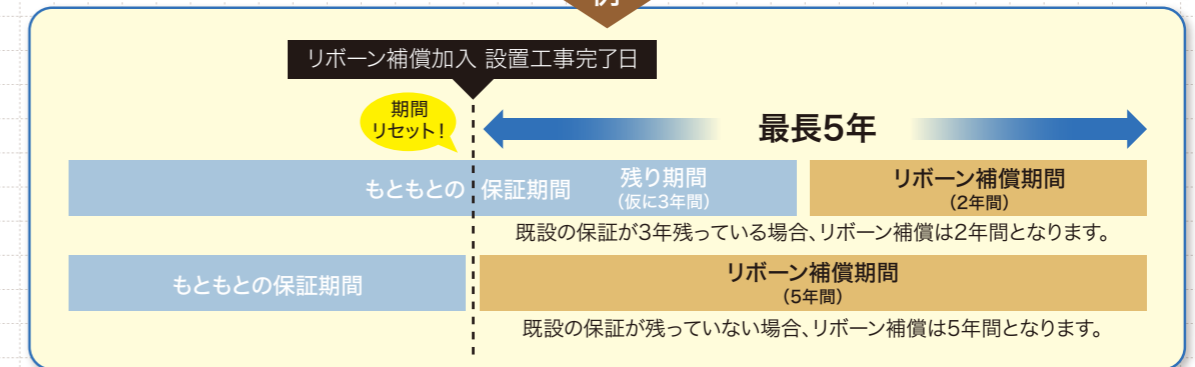 例
リボーン補償加入 設置工事完了日
期間
リセット!
最長5年
もともとの 保証期間
残り期間
(仮に3年間)
リボーン補償期間
(2年間)
既設の保証が3年残っている場合、リボーン補償は2年間となります。
もともとの保証期間
リボーン補償期間
(5年間)
既設の保証が残っていない場合、リボーン補償は5年間となります。